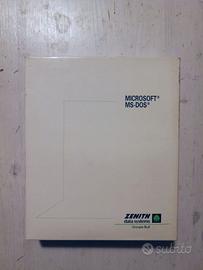 MICROSOFT®
MS-DOS®
ZENITH
data systems
Groupe Bull
subito